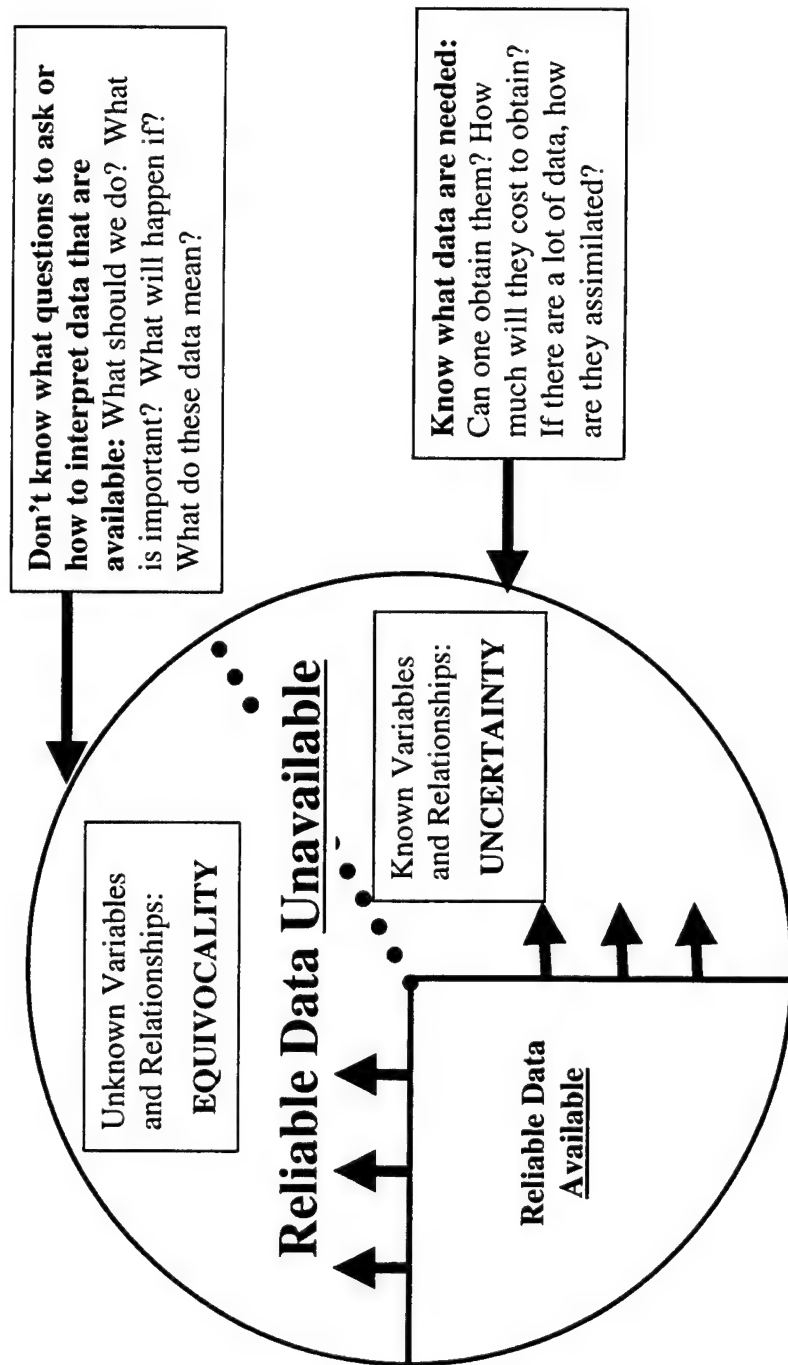 Don't know what questions to ask or
how to interpret data that are
available: What should we do? What
is important? What will happen if?
What do these data mean?
Unknown Variables
and Relationships:
EQUIVOCALITY
Reliable Data Unavailable
Known Variables
and Relationships:
UNCERTAINTY
Know what data are needed:
Can one obtain them? How
much will they cost to obtain?
If there are a lot of data, how
are they assimilated?
Reliable Data
Available